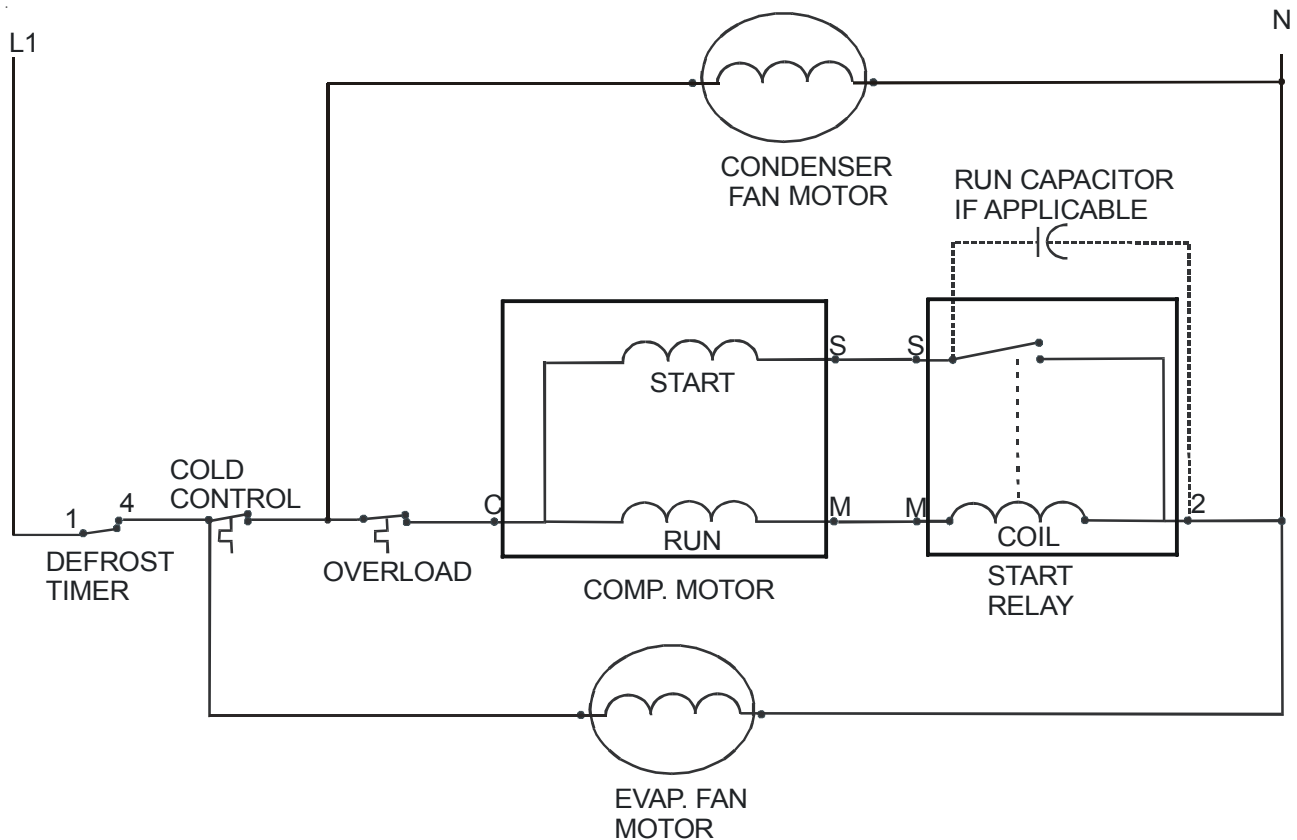 L1
N
CONDENSER
FAN MOTOR
RUN CAPACITOR
IF APPLICABLE
S
S
START
COLD
CONTROL
1
4
C
M
M
2
RUN
COIL
DEFROST
TIMER
OVERLOAD
COMP. MOTOR
START
RELAY
EVAP. FAN
MOTOR